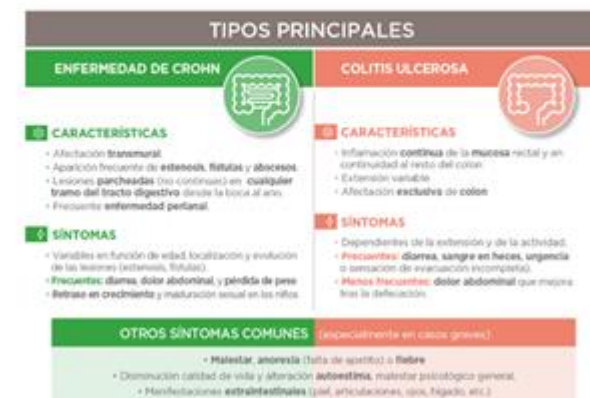 TIPOS PRINCIPALES
ENFERMEDAD DE CROHN
CARACTERÍSTICAS
• Afectación transmural.
• Aparición frecuente de estenosis, fístulas y abscesos.
• Lesiones parcheadas (no continuas) en cualquier
tramo del tracto digestivo desde la boca al ano.
• Frecuente enfermedad perianal.
SÍNTOMAS
• Variables en función de edad, localización y evolución
de las lesiones (estenosis, fístulas).
• Frecuentes: diarrea, dolor abdominal, y pérdida de peso
• Retraso en crecimiento y maduración sexual en los niños
COLITIS ULCEROSA
CARACTERÍSTICAS
• Inflamación continua de la mucosa rectal y en
continuidad al resto del colon
• Extensión variable
• Afectación exclusiva de colon
SÍNTOMAS
• Dependientes de la extensión y de la actividad.
• Frecuentes: diarrea, sangre en heces, urgencia
o sensación de evacuación incompleta).
• Menos frecuentes: dolor abdominal que mejora
tras la defecación.
OTROS SÍNTOMAS COMUNES (especialmente en casos graves)
• Malestar, anorexia (falta de apetito) o fiebre
• Disminución calidad de vida y alteración autoestima, malestar psicológico general.
• Manifestaciones extraintestinales (piel, articulaciones, ojos, hígado, etc.)